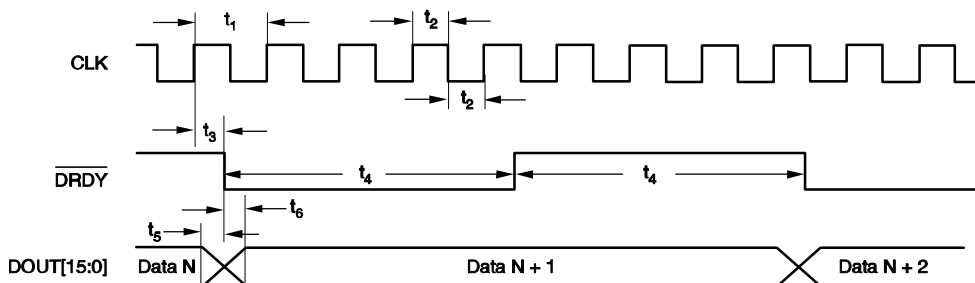 t1
t2
CLK
t2
t3
DRDY
t4
t4
t6
t5
DOUT[15:0]
Data N
Data N + 1
Data N + 2